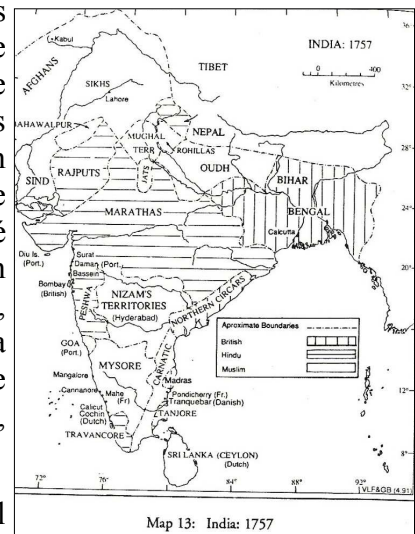 INDIA: 1757
Kabul
AFGHANS
TIBET
SIKHS
Lahore
0 400
Kilometres
36°
32°
28°
24°
20°
16°
12°
8°
BAHAWALPUR
MUGHAL
TERR
NEPAL
ROHILLAS
SIND
RAJPUTS
JATS
OUDH
BIHAR
BENGAL
MARATHAS
Calcutta
Diu Is.
(Port.)
Surat
Daman (Port.)
Bassein
Bombay
(British)
PESHWA
NIZAM'S
TERRITORIES
(Hyderabad)
NORTHERN CIRCARS
Aproximate Boundaries
British
Hindu
Muslim
GOA
(Port.)
MYSORE
CARNATIC
Mangalore
Madras
Cannanore
Mahe
(Fr)
Pondicherry (Fr.)
Tranquebar (Danish)
Calicut
Cochin
(Dutch)
TANJORE
TRAVANCORE
SRI LANKA (CEYLON)
(Dutch)
72°
76°
84°
88°
92°
VLF&GB (4.91)
Map 13: India: 1757